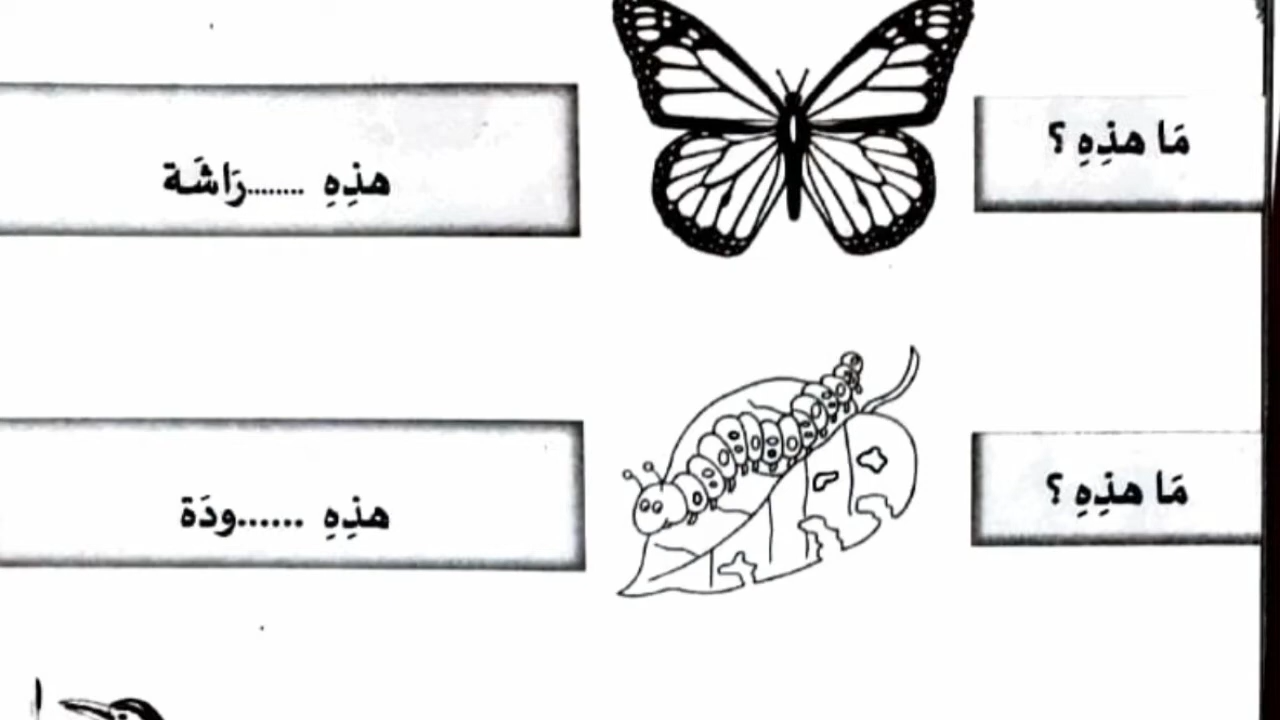 مَا هذِهِ ؟
هذِهِ ........رَاشَة
مَا هذِهِ ؟
هذِهِ ......ودَة